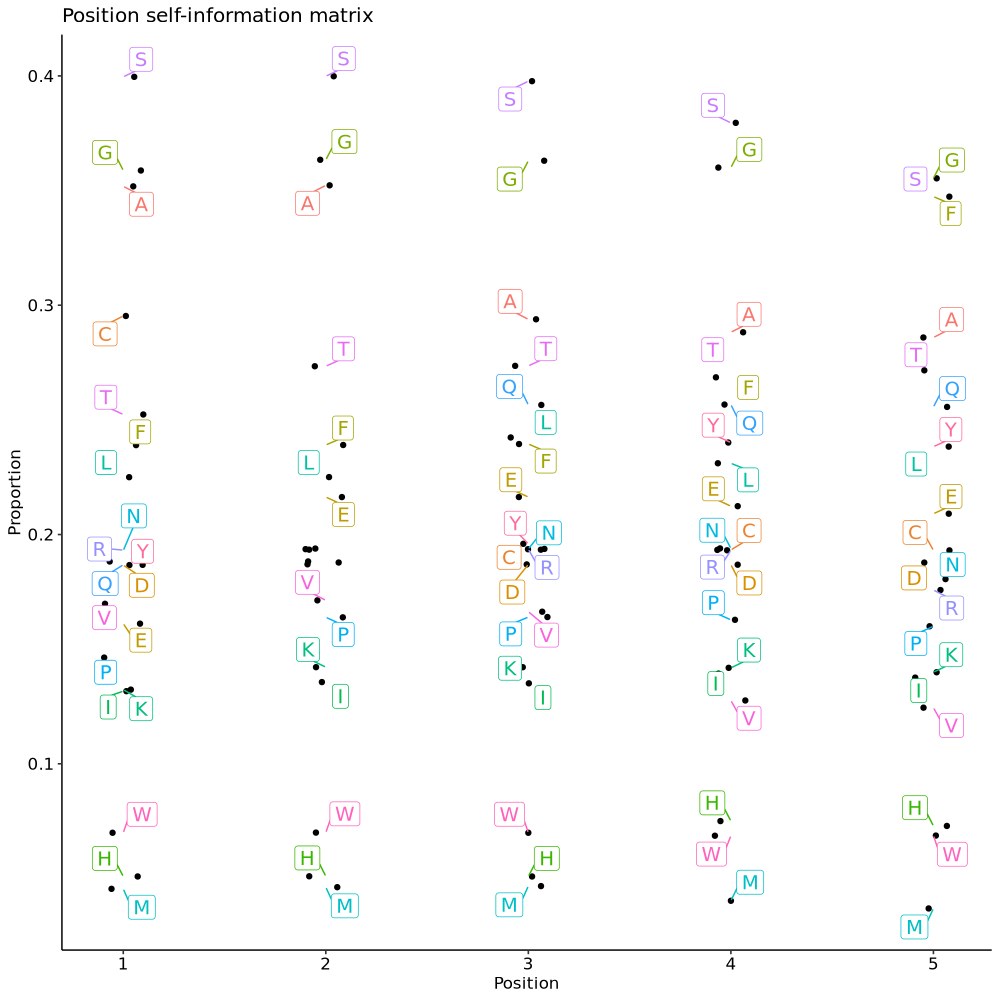 Position self-information matrix
Proportion
0.4
0.3
0.2
0.1
S
G
A
C
T
F
L
N
R
Y
Q
D
V
E
P
I
K
W
H
M
S
G
A
T
F
L
E
V
P
K
I
W
H
M
S
G
A
T
Q
L
F
E
Y
N
C
R
D
P
V
K
I
W
H
M
S
G
A
T
F
Q
Y
L
E
N
C
R
D
P
K
I
V
H
W
M
G
S
F
A
T
Q
Y
L
E
C
N
D
R
P
K
I
V
H
W
M
1 2 3 4 5
Position